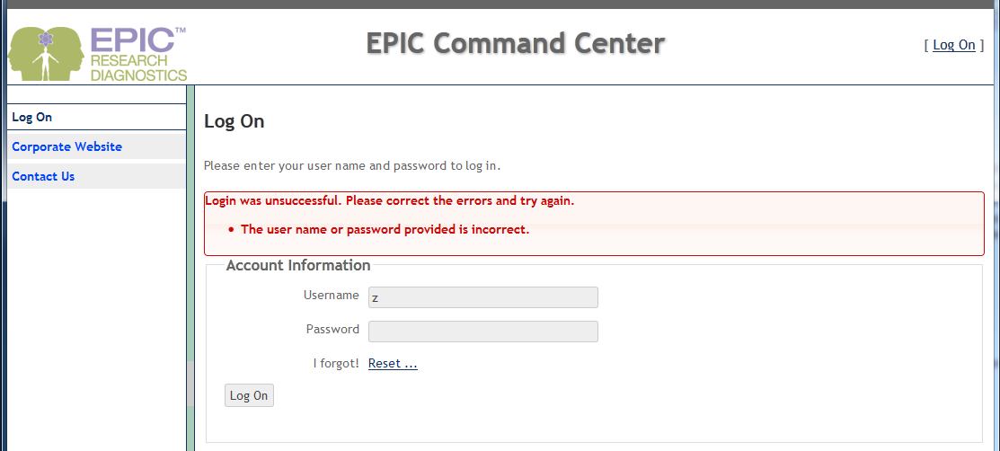 EPIC™
RESEARCH
DIAGNOSTICS
EPIC Command Center
[ Log On ]
Log On
Corporate Website
Contact Us
Log On
Please enter your user name and password to log in.
Login was unsuccessful. Please correct the errors and try again.
• The user name or password provided is incorrect.
Account Information
Username z
Password
I forgot! Reset ...
Log On